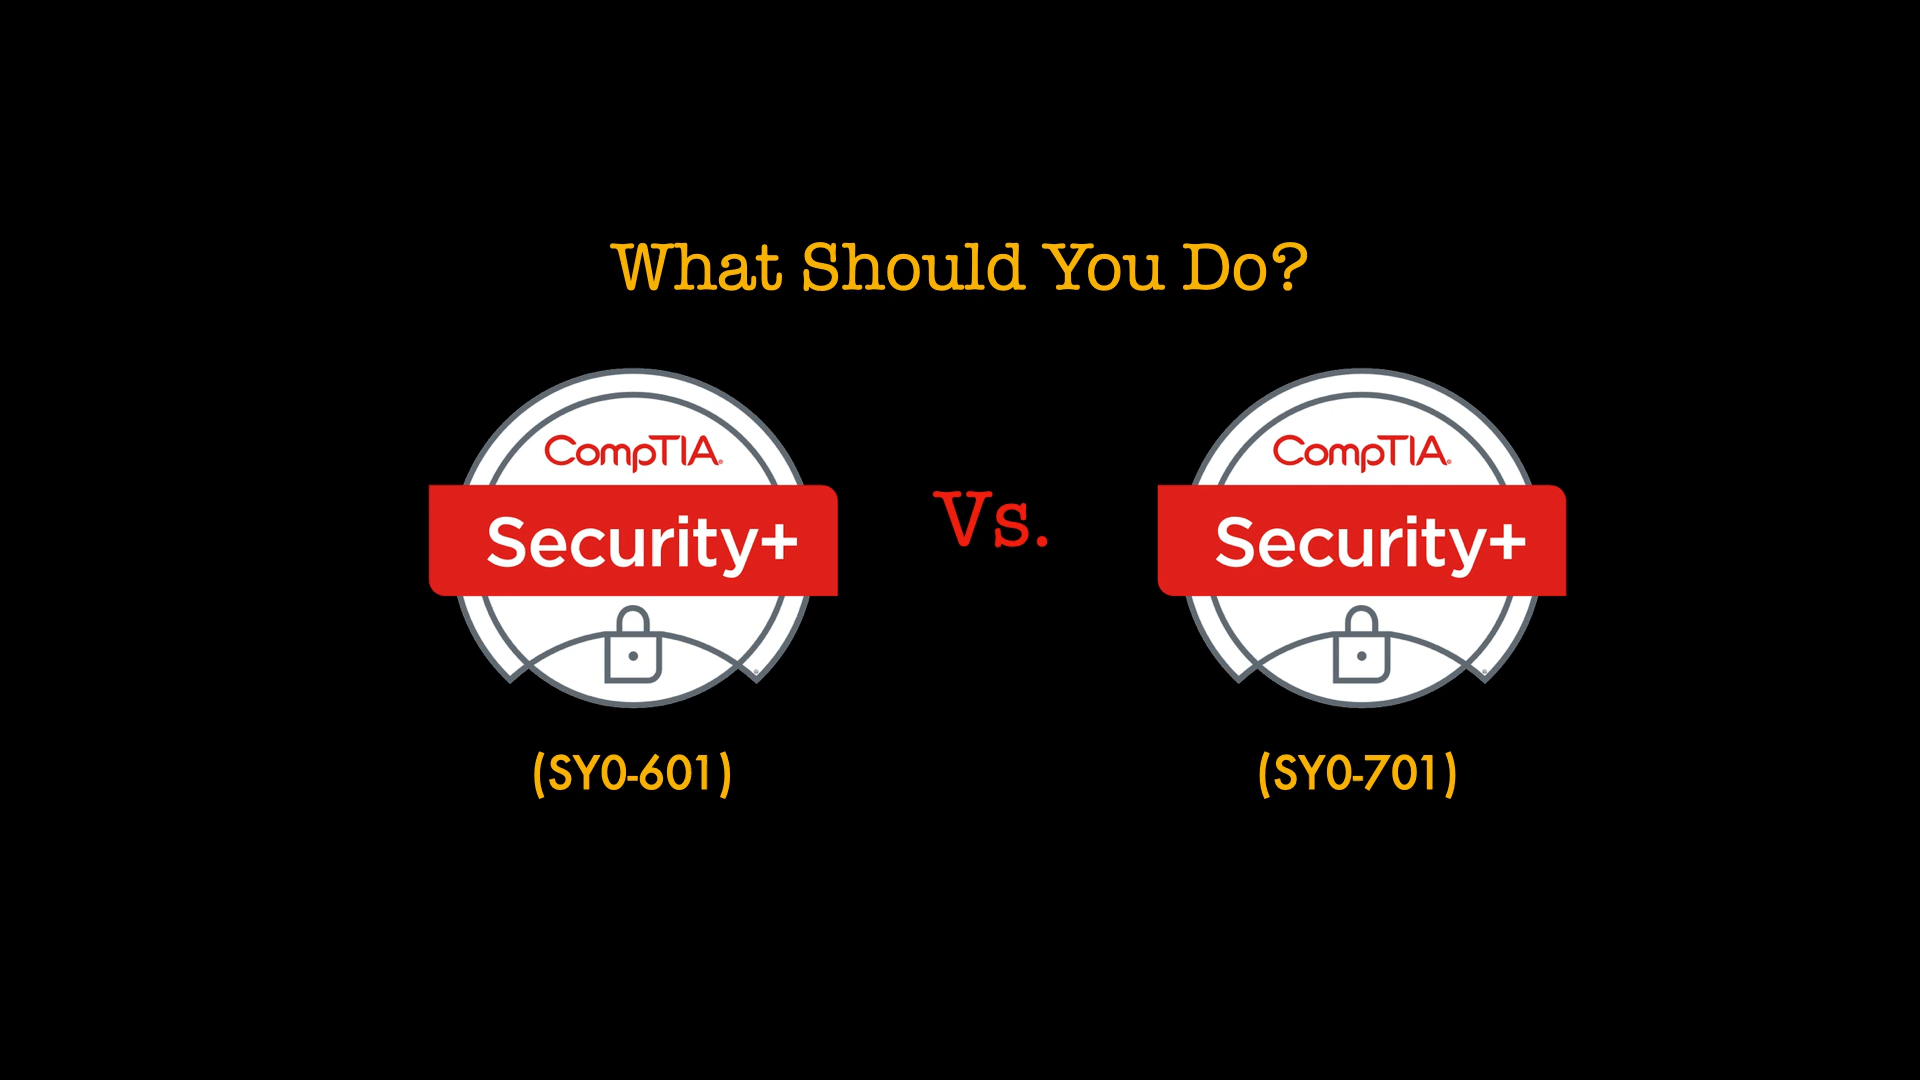 What Should You Do?
CompTIA.
Security+
Vs.
CompTIA.
Security+
(SY0-601)
(SY0-701)